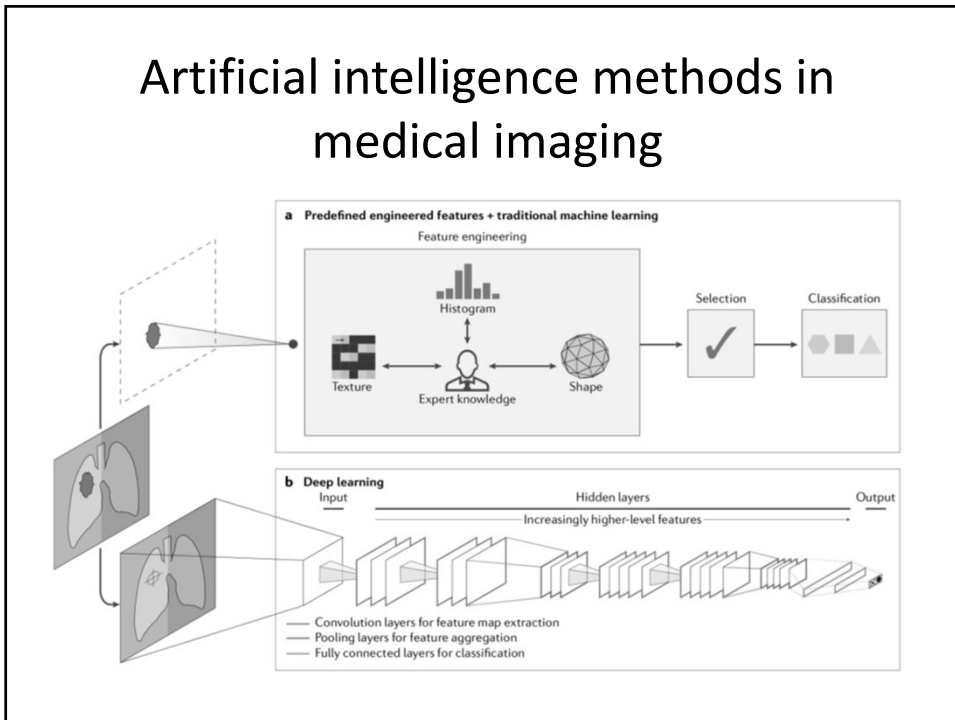 Artificial intelligence methods in
medical imaging
a Predefined engineered features + traditional machine learning
Feature engineering
Histogram
Texture
Expert knowledge
Shape
Selection
Classification
b Deep learning
Input
Hidden layers
Output
Increasingly higher-level features
Convolution layers for feature map extraction
Pooling layers for feature aggregation
Fully connected layers for classification